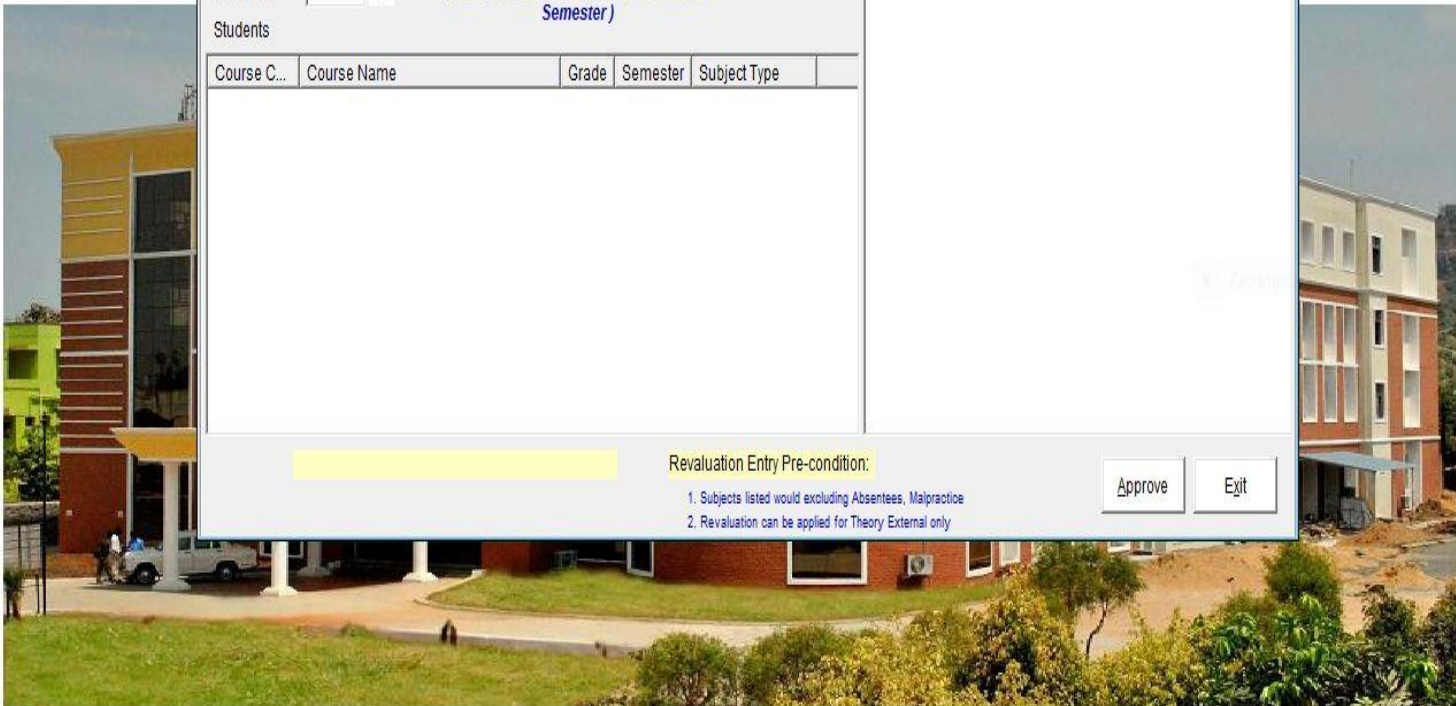 Semester )
Students
Course C... Course Name Grade Semester Subject Type
Revaluation Entry Pre-condition:
1. Subjects listed would excluding Absentees, Malpractice
2. Revaluation can be applied for Theory External only
Approve Exit